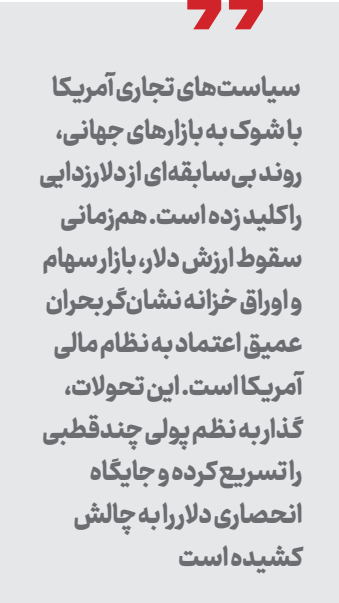 سیاست‌های تجاری آمریکا
با شوک به بازارهای جهانی،
روند بی‌سابقه‌ای از دلارزدایی
را کلید زده است. هم‌زمانی
سقوط ارزش دلار، بازار سهام
و اوراق خزانه نشان‌گر بحران
عمیق اعتماد به نظام مالی
آمریکا است. این تحولات،
گذار به نظم پولی چندقطبی
را تسریع کرده و جایگاه
انحصاری دلار را به چالش
کشیده است